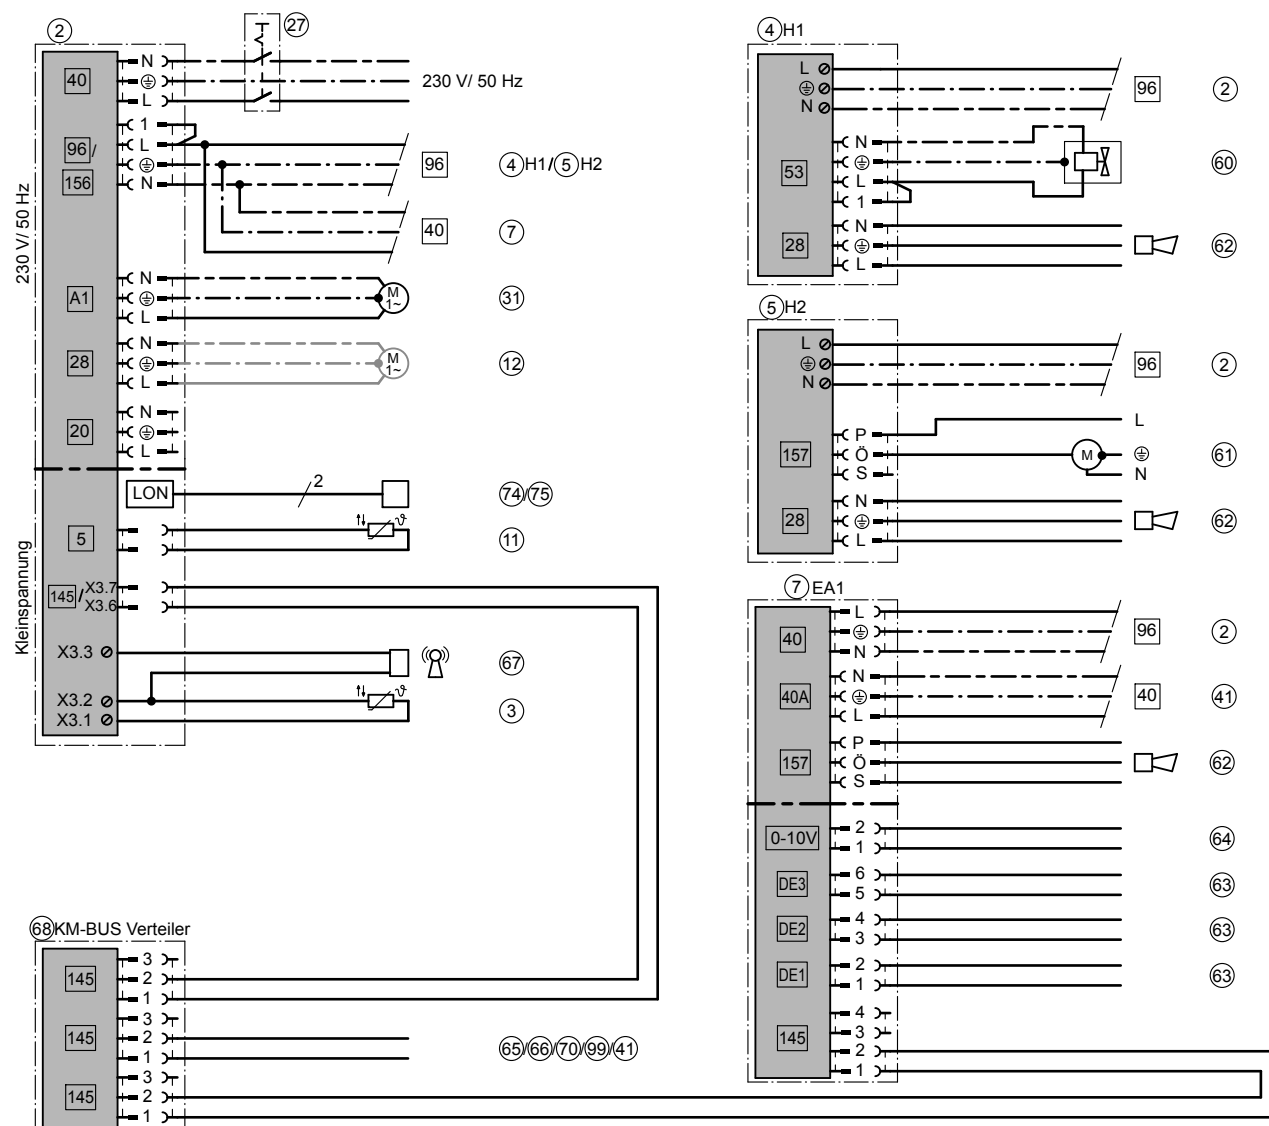 2
27
40
N
L
230 V/ 50 Hz
96/
156
1
L
N
96
4 H1/5 H2
40
7
230 V/ 50 Hz
A1
N
L
M
1~
31
28
N
L
M
1~
12
20
N
L
LON
2
74/75
Kleinspannung
5
ϑ
11
145/
X3.7
X3.6
X3.3
67
X3.2
X3.1
ϑ
3
68 KM-BUS Verteiler
145
3
2
1
145
3
2
1
65/66/70/99/41
145
3
2
1
4 H1
L
N
96
2
53
N
L
1
60
28
N
L
62
5 H2
L
N
96
2
157
P
Ö
S
L
M
N
61
28
N
L
62
7 EA1
40
L
N
96
2
40A
N
L
40
41
157
P
Ö
S
62
0-10V
2
1
64
DE3
6
5
63
DE2
4
3
63
DE1
2
1
63
145
4
3
2
1